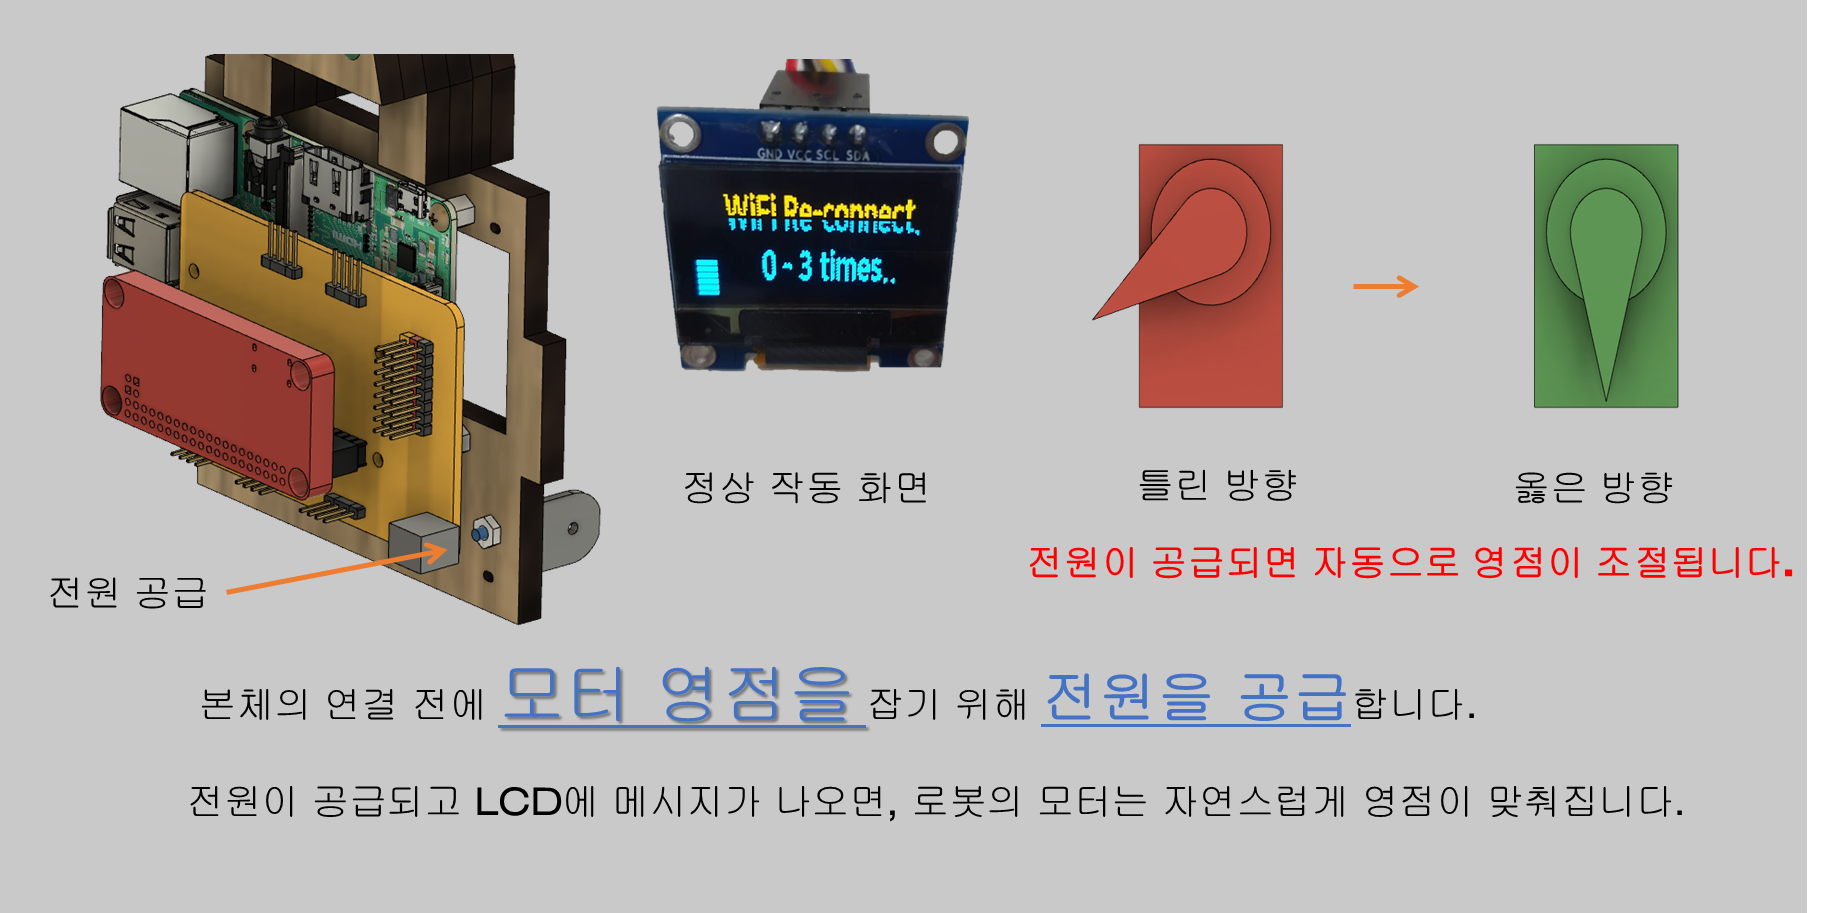 GND VCC SCL SDA
WiFi Re-connect.
0 - 3 times..
정상 작동 화면
틀린 방향
옳은 방향
전원이 공급되면 자동으로 영점이 조절됩니다.
전원 공급
본체의 연결 전에 모터 영점을 잡기 위해 전원을 공급합니다.
전원이 공급되고 LCD에 메시지가 나오면, 로봇의 모터는 자연스럽게 영점이 맞춰집니다.